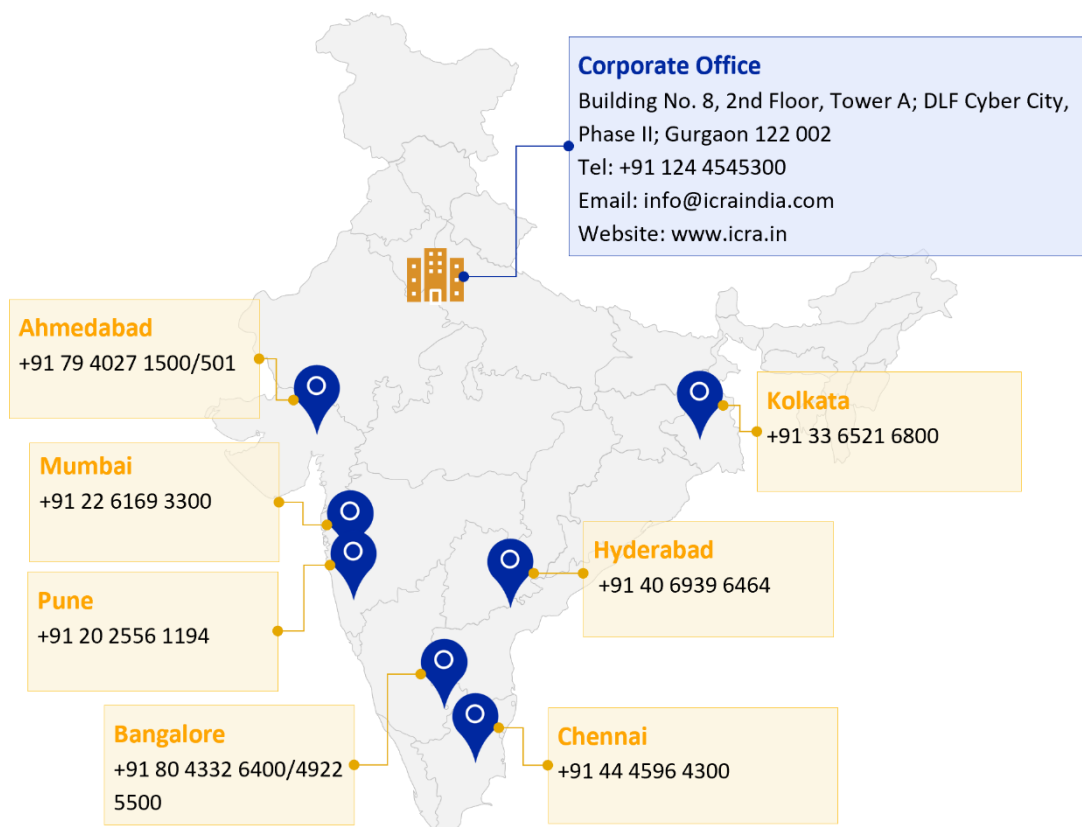 Corporate Office
Building No. 8, 2nd Floor, Tower A; DLF Cyber City,
Phase II; Gurgaon 122 002
Tel: +91 124 4545300
Email: info@icraindia.com
Website: www.icra.in
Ahmedabad
+91 79 4027 1500/501
Kolkata
+91 33 6521 6800
Mumbai
+91 22 6169 3300
Hyderabad
+91 40 6939 6464
Pune
+91 20 2556 1194
Bangalore
+91 80 4332 6400/4922
5500
Chennai
+91 44 4596 4300